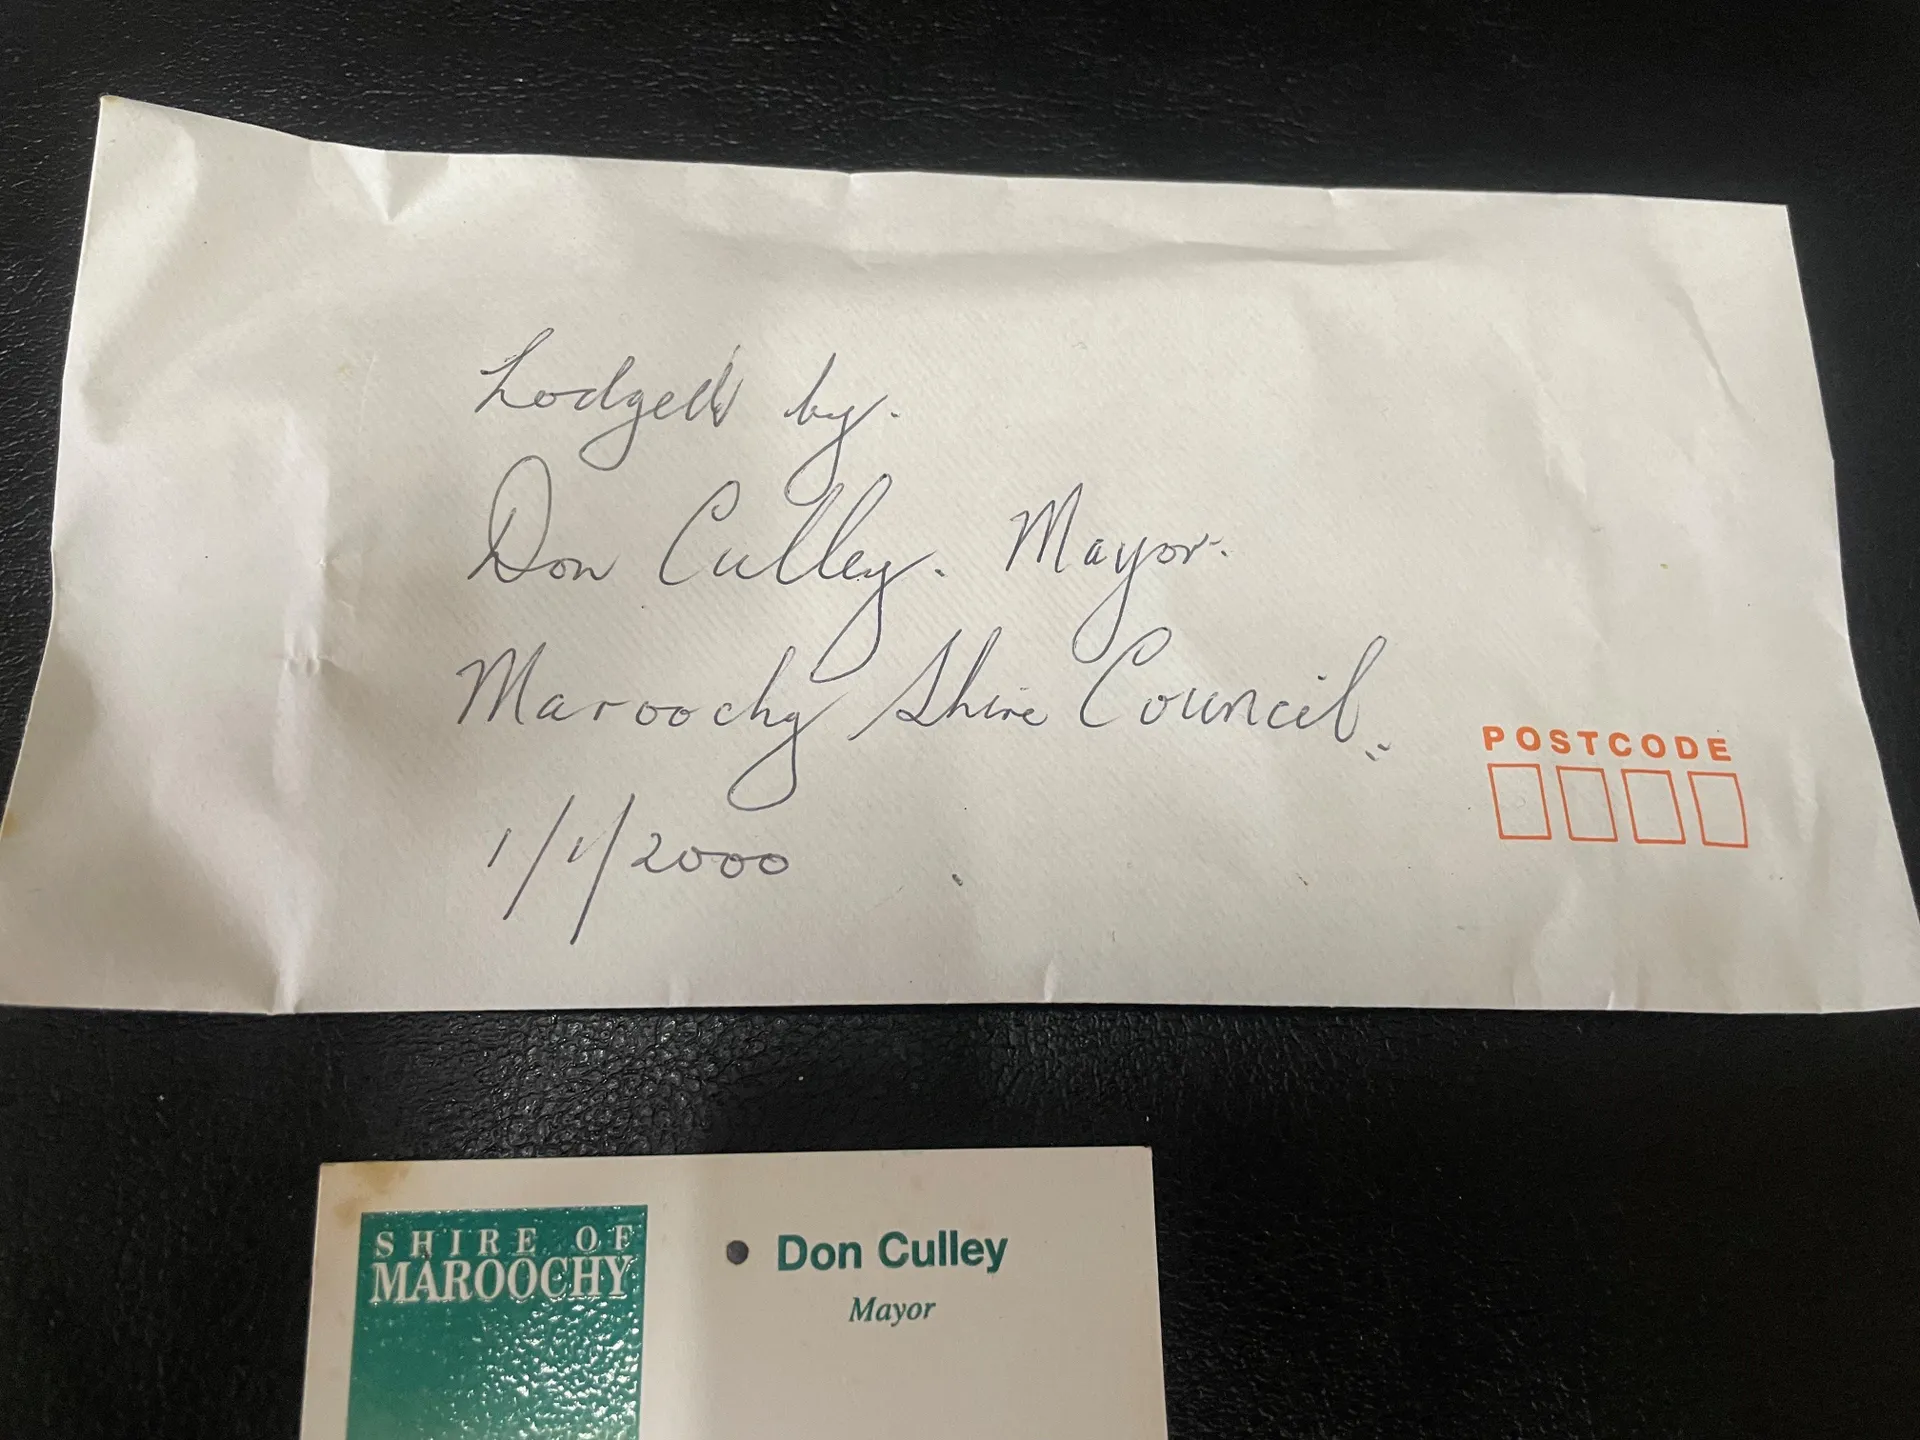 Lodged by.
Don Culley. Mayor.
Maroochy Shire Council.
1/1/2000
POSTCODE
SHIRE OF
MAROOCHY
Don Culley
Mayor